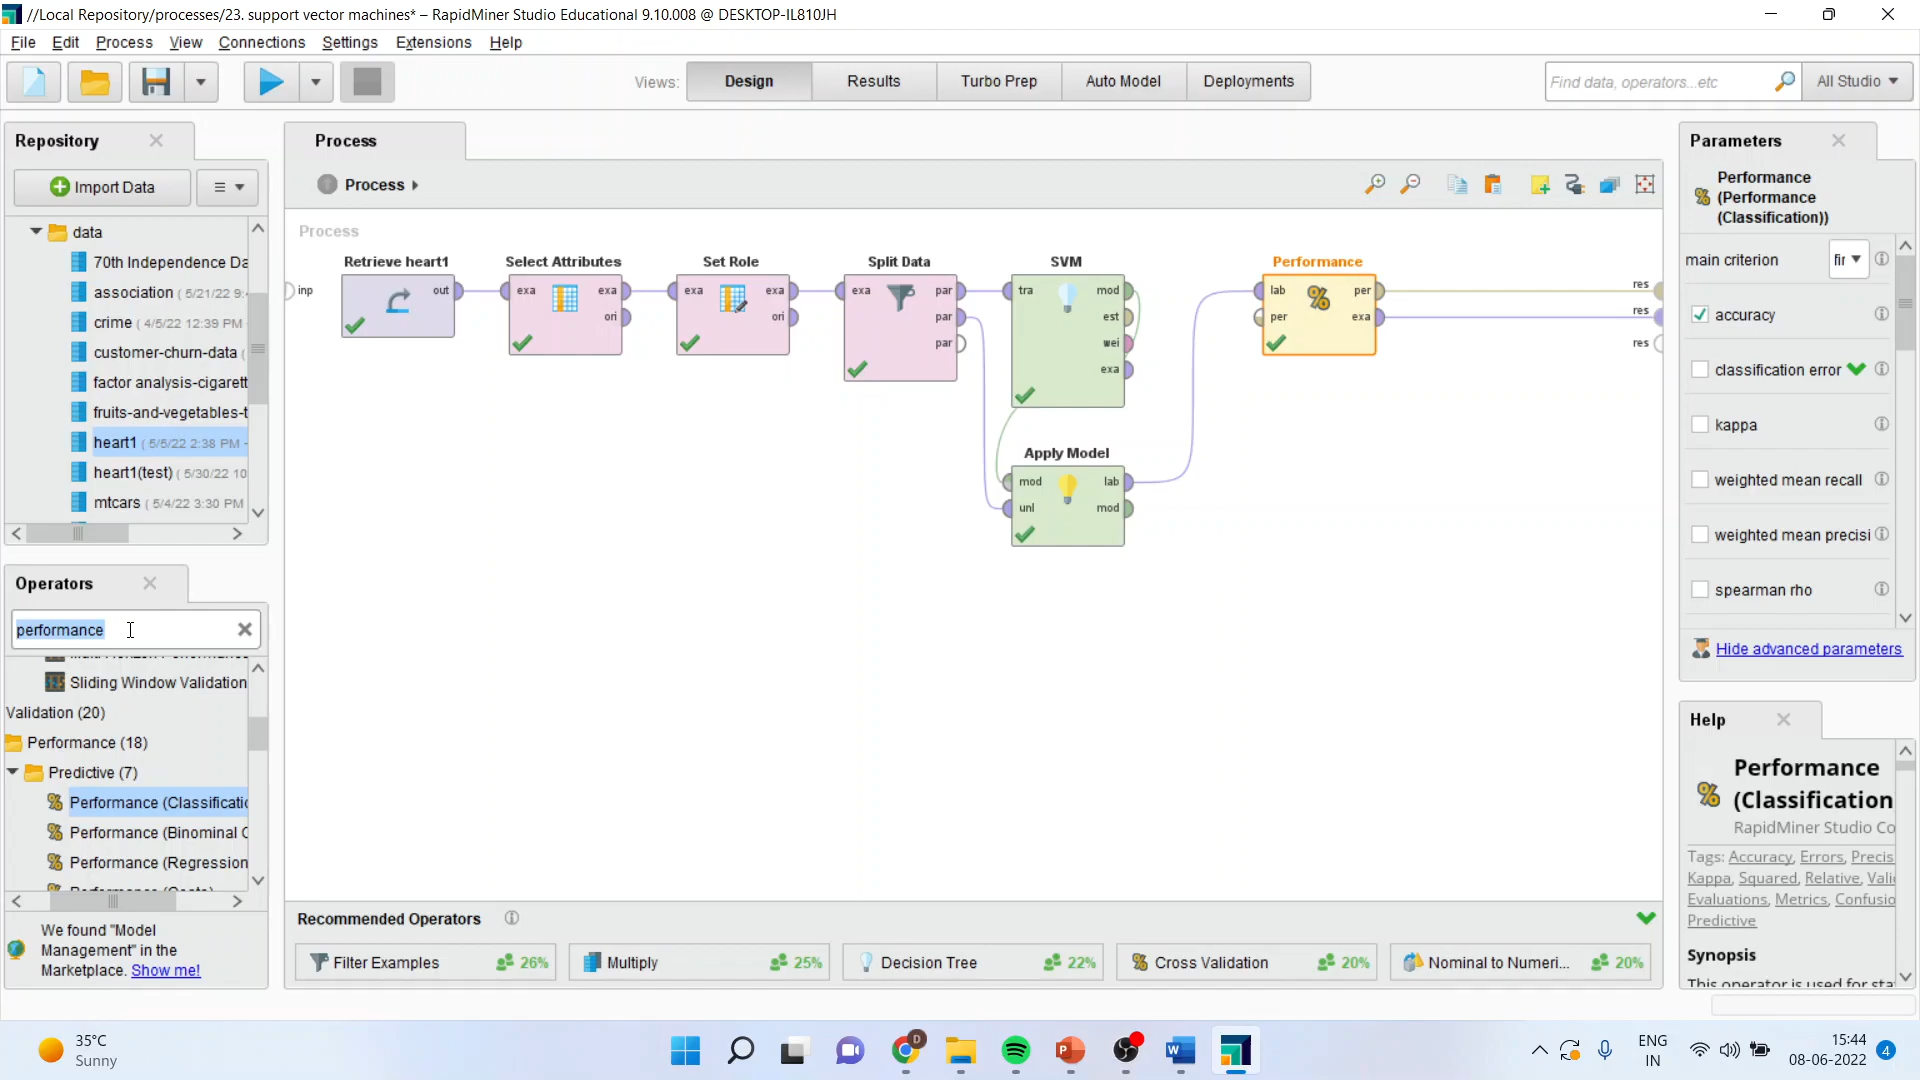 //Local Repository/processes/23. support vector machines* – RapidMiner Studio Educational 9.10.008 @ DESKTOP-IL810JH
File Edit Process View Connections Settings Extensions Help
Views: Design Results Turbo Prep Auto Model Deployments
Find data, operators...etc
All Studio
Repository
Import Data
data
70th Independence Da
association ( 5/21/22 9:
crime ( 4/5/22 12:39 PM
customer-churn-data (
factor analysis-cigarett
fruits-and-vegetables-t
heart1 ( 5/5/22 2:38 PM -
heart1(test) ( 5/30/22 10
mtcars ( 5/4/22 3:30 PM
Operators
performance
Sliding Window Validation
Validation (20)
Performance (18)
Predictive (7)
Performance (Classificatio
Performance (Binominal C
Performance (Regression
We found "Model
Management" in the
Marketplace. Show me!
Process
Process
Process
inp
Retrieve heart1
out
Select Attributes
exa exa
ori
Set Role
exa exa
ori
Split Data
exa par
par
par
SVM
tra mod
est
wei
exa
Apply Model
mod lab
unl mod
Performance
lab per
per exa
res
res
res
Recommended Operators
Filter Examples 26%
Multiply 25%
Decision Tree 22%
Cross Validation 20%
Nominal to Numeri... 20%
Parameters
Performance
(Performance
(Classification))
main criterion fir
accuracy
classification error
kappa
weighted mean recall
weighted mean precisi
spearman rho
Hide advanced parameters
Help
Performance
(Classification
RapidMiner Studio Co
Tags: Accuracy, Errors, Precis
Kappa, Squared, Relative, Valid
Evaluations, Metrics, Confusio
Predictive
Synopsis
This operator is used for sta
35°C
Sunny
D
ENG
IN
15:44
08-06-2022
4